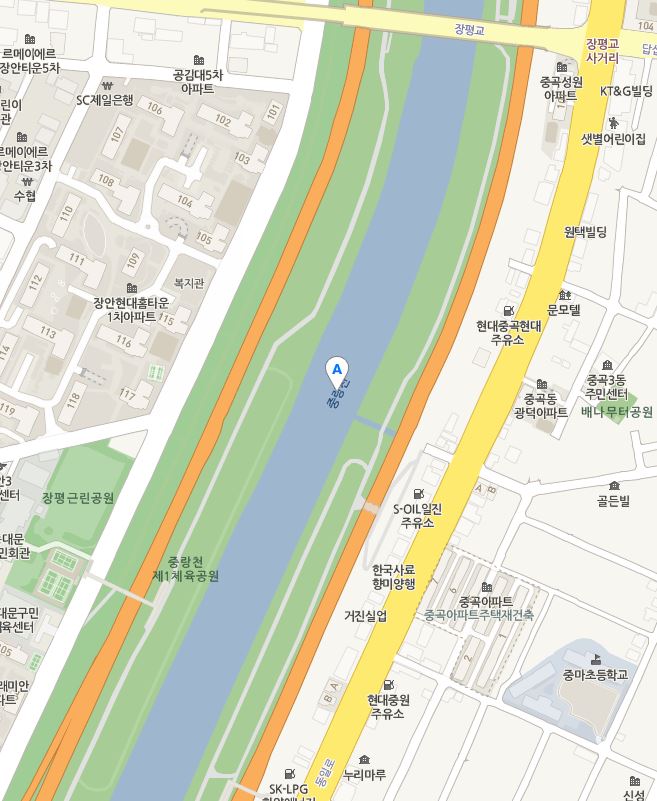 장평교
104
장평교
사거리
르메이에르
장안티운5차
공김대5차
아파트
SC제일은행
중곡성원
아파트
KT&G빌딩
샛별어린이집
106
102
101
107
103
르메이에르
수협
108
104
105
110
109
111
112
복지관
원택빌딩
문모텔
장안현대홈타운
1차아파트
115
현대중곡현대
주유소
113
116
114
117
118
119
A
중랑천
중곡3동
주민센터
배나무터공원
중곡동
광덕아파트
A
B
골든빌
S-OIL일진
주유소
장평근린공원
중랑천
제1체육공원
한국사료
향미양행
거진실업
7
6
중곡아파트
중곡아파트주택재건축
1
2
중마초등학교
105
B A
현대중원
주유소
동일로
누리마루
SK-LPG
신성